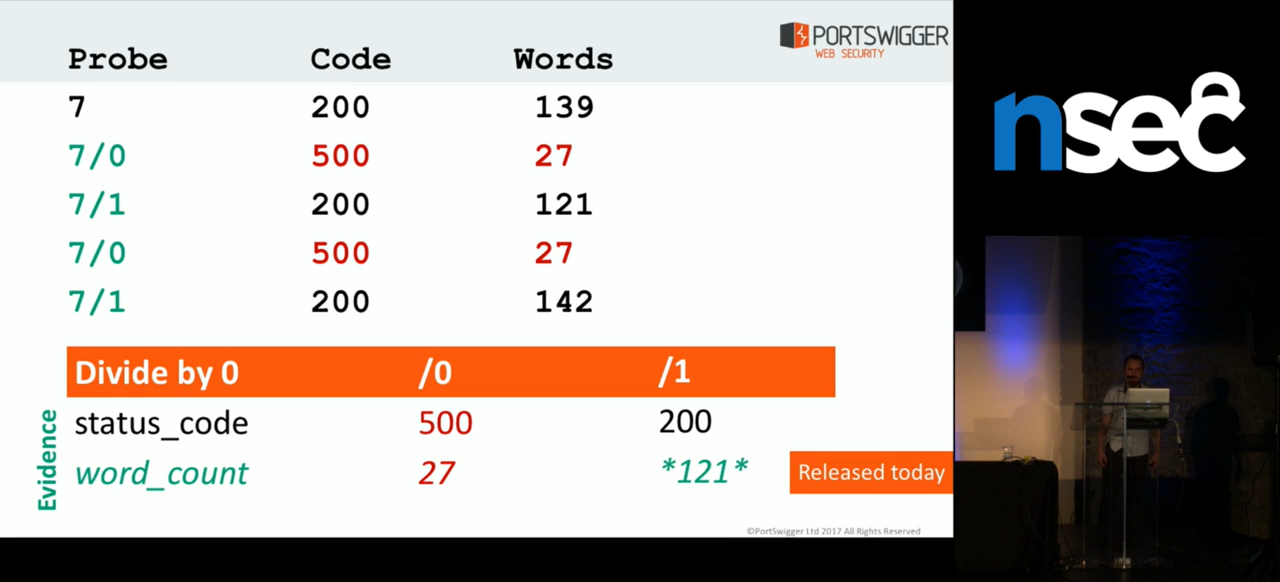 Probe Code Words
PORTSWIGGER
WEB SECURITY
7 200 139
7/0 500 27
7/1 200 121
7/0 500 27
7/1 200 142
Divide by 0 /0 /1
Evidence
status_code 500 200
word_count 27 *121*
Released today
©PortSwigger Ltd 2017 All Rights Reserved
nsec